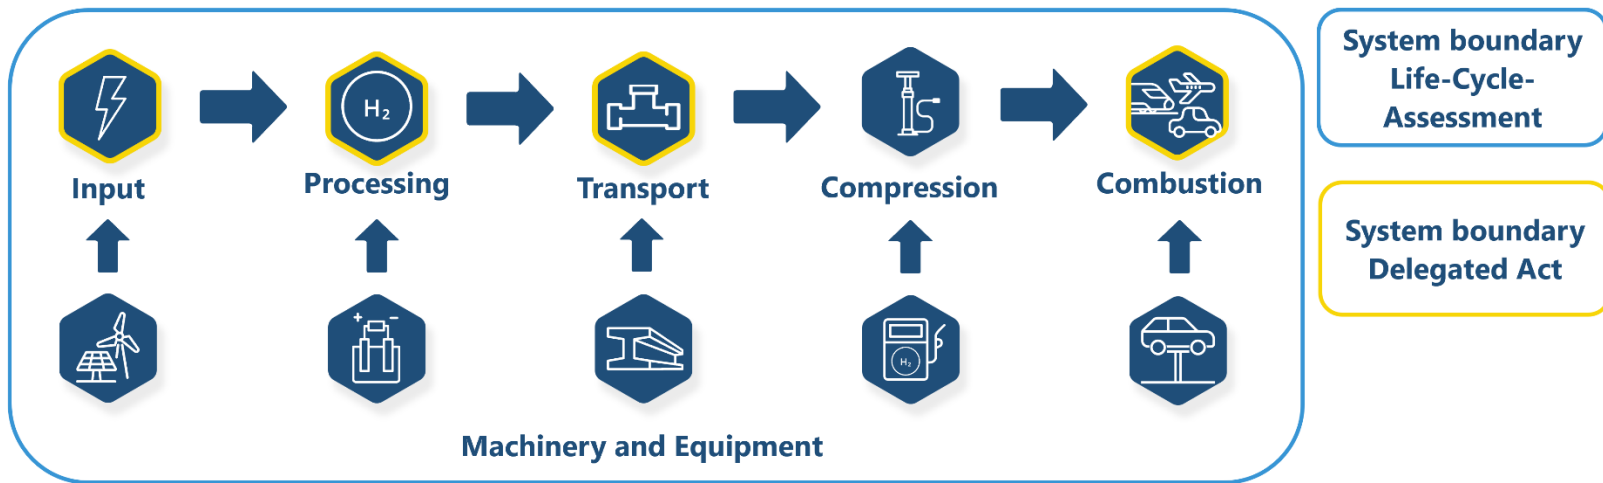 System boundary
Life-Cycle-
Assessment
H₂
Input
Processing
Transport
Compression
Combustion
System boundary
Delegated Act
+ −
H₂
Machinery and Equipment